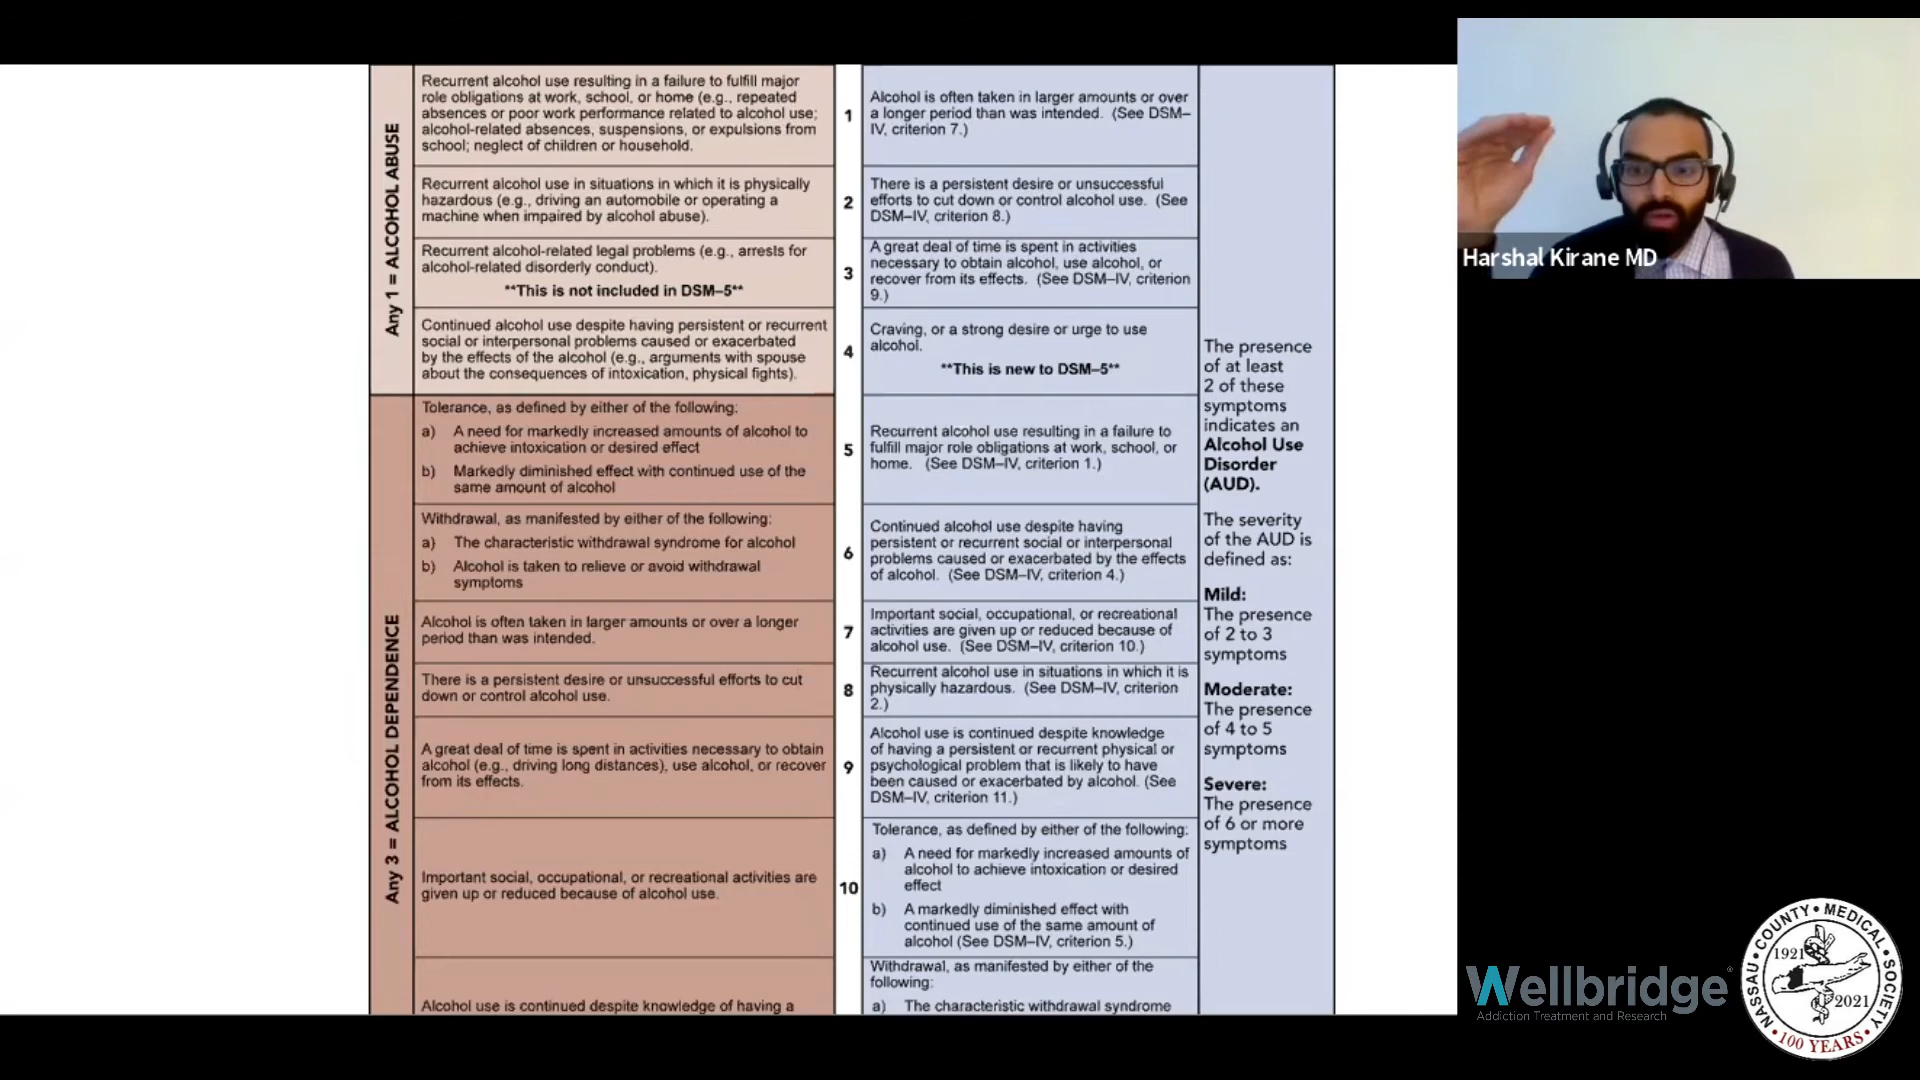 Any 1 = ALCOHOL ABUSE
Recurrent alcohol use resulting in a failure to fulfill major
role obligations at work, school, or home (e.g., repeated
absences or poor work performance related to alcohol use;
alcohol-related absences, suspensions, or expulsions from
school; neglect of children or household.
Recurrent alcohol use in situations in which it is physically
hazardous (e.g., driving an automobile or operating a
machine when impaired by alcohol abuse).
Recurrent alcohol-related legal problems (e.g., arrests for
alcohol-related disorderly conduct).
**This is not included in DSM–5**
Continued alcohol use despite having persistent or recurrent
social or interpersonal problems caused or exacerbated
by the effects of the alcohol (e.g., arguments with spouse
about the consequences of intoxication, physical fights).
Any 3 = ALCOHOL DEPENDENCE
Tolerance, as defined by either of the following:
a) A need for markedly increased amounts of alcohol to
achieve intoxication or desired effect
b) Markedly diminished effect with continued use of the
same amount of alcohol
Withdrawal, as manifested by either of the following:
a) The characteristic withdrawal syndrome for alcohol
b) Alcohol is taken to relieve or avoid withdrawal
symptoms
Alcohol is often taken in larger amounts or over a longer
period than was intended.
There is a persistent desire or unsuccessful efforts to cut
down or control alcohol use.
A great deal of time is spent in activities necessary to obtain
alcohol (e.g., driving long distances), use alcohol, or recover
from its effects.
Important social, occupational, or recreational activities are
given up or reduced because of alcohol use.
Alcohol use is continued despite knowledge of having a
1
Alcohol is often taken in larger amounts or over
a longer period than was intended. (See DSM–
IV, criterion 7.)
2
There is a persistent desire or unsuccessful
efforts to cut down or control alcohol use. (See
DSM–IV, criterion 8.)
3
A great deal of time is spent in activities
necessary to obtain alcohol, use alcohol, or
recover from its effects. (See DSM–IV, criterion
9.)
4
Craving, or a strong desire or urge to use
alcohol.
**This is new to DSM–5**
5
Recurrent alcohol use resulting in a failure to
fulfill major role obligations at work, school, or
home. (See DSM–IV, criterion 1.)
6
Continued alcohol use despite having
persistent or recurrent social or interpersonal
problems caused or exacerbated by the effects
of alcohol. (See DSM–IV, criterion 4.)
7
Important social, occupational, or recreational
activities are given up or reduced because of
alcohol use. (See DSM–IV, criterion 10.)
8
Recurrent alcohol use in situations in which it is
physically hazardous. (See DSM–IV, criterion
2.)
9
Alcohol use is continued despite knowledge
of having a persistent or recurrent physical or
psychological problem that is likely to have
been caused or exacerbated by alcohol. (See
DSM–IV, criterion 11.)
10
Tolerance, as defined by either of the following:
a) A need for markedly increased amounts of
alcohol to achieve intoxication or desired
effect
b) A markedly diminished effect with
continued use of the same amount of
alcohol (See DSM–IV, criterion 5.)
Withdrawal, as manifested by either of the
following:
a) The characteristic withdrawal syndrome
The presence
of at least
2 of these
symptoms
indicates an
Alcohol Use
Disorder
(AUD).
The severity
of the AUD is
defined as:
Mild:
The presence
of 2 to 3
symptoms
Moderate:
The presence
of 4 to 5
symptoms
Severe:
The presence
of 6 or more
symptoms
Harshal Kirane MD
Wellbridge
Addiction Treatment and Research
NASSAU • COUNTY • MEDICAL • SOCIETY
1921
2021
• 100 YEARS •